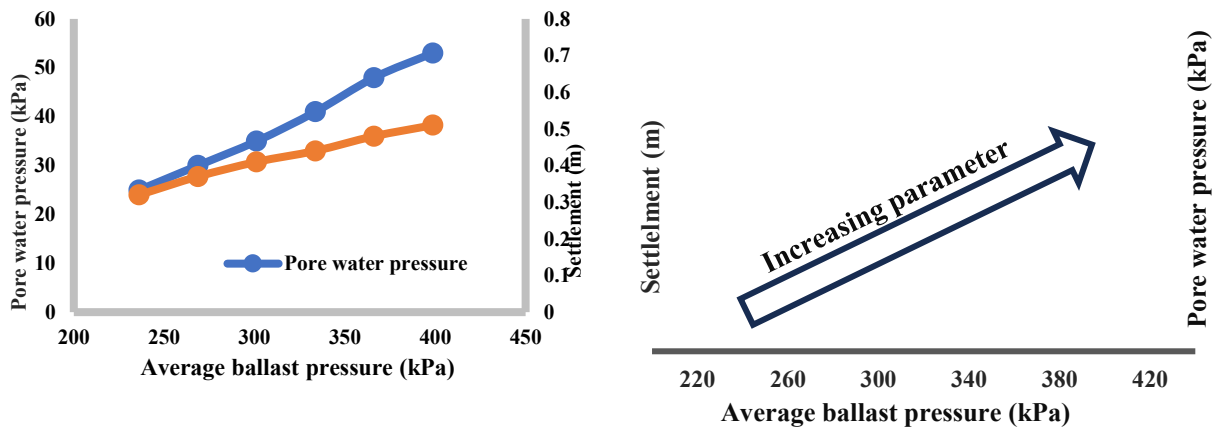 Pore water pressure (kPa)
60
50
40
30
20
10
0
Pore water pressure
0.8
0.7
0.6
0.5
0.4
0.3
0.2
0.1
0
Settlement (m)
200 250 300 350 400 450
Average ballast pressure (kPa)
Settlelment (m)
Increasing parameter
Pore water pressure (kPa)
220 260 300 340 380 420
Average ballast pressure (kPa)